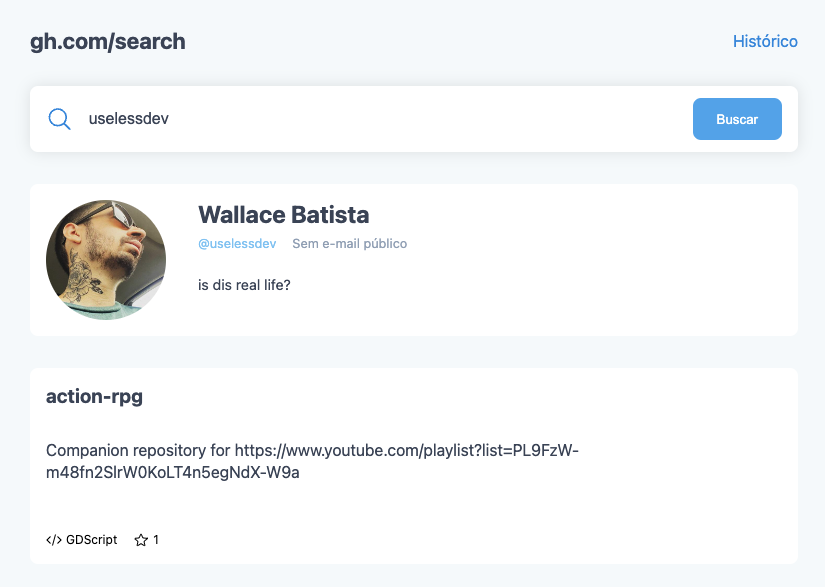 gh.com/search
Histórico
uselessdev
Buscar
Wallace Batista
@uselessdev Sem e-mail público
is dis real life?
action-rpg
Companion repository for https://www.youtube.com/playlist?list=PL9FzW-
m48fn2SlrW0KoLT4n5egNdX-W9a
</> GDScript 1